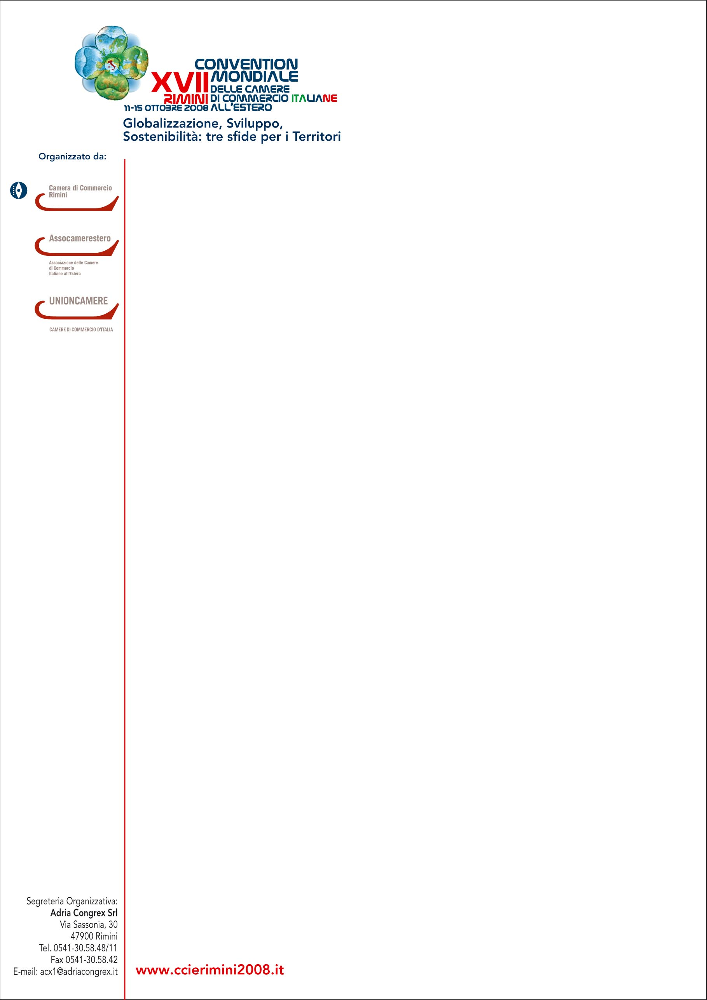 CONVENTION
XVII MONDIALE
DELLE CAMERE
RIMINI DI COMMERCIO ITALIANE
11-15 OTTOBRE 2008 ALL'ESTERO
Globalizzazione, Sviluppo,
Sostenibilità: tre sfide per i Territori
Organizzato da:
Camera di Commercio
Rimini
Assocamerestero
Associazione delle Camere
di Commercio
Italiane all'Estero
UNIONCAMERE
CAMERE DI COMMERCIO D'ITALIA
Segreteria Organizzativa:
Adria Congrex Srl
Via Sassonia, 30
47900 Rimini
Tel. 0541-30.58.48/11
Fax 0541-30.58.42
E-mail: acx1@adriacongrex.it
www.ccierimini2008.it